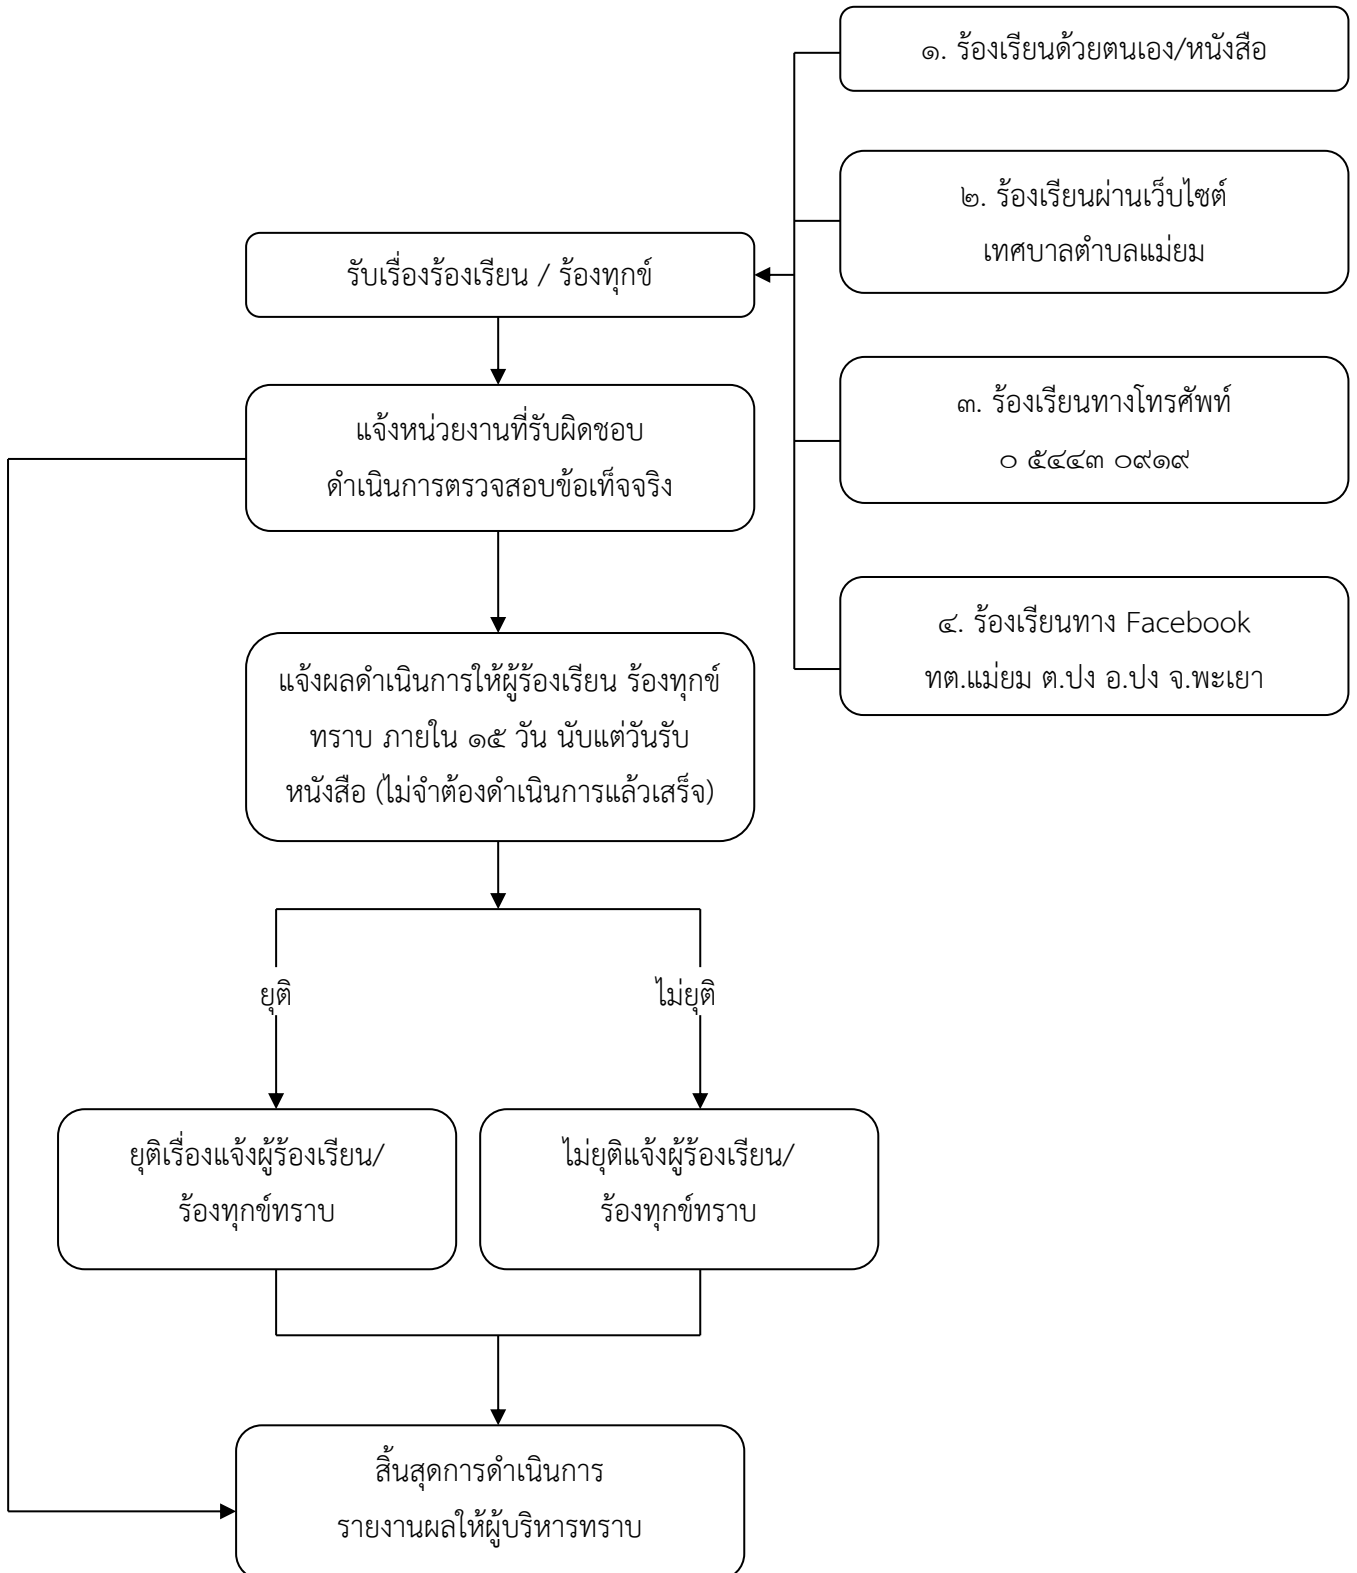 ๑. ร้องเรียนด้วยตนเอง/หนังสือ
๒. ร้องเรียนผ่านเว็บไซต์
เทศบาลตำบลแม่ยม
รับเรื่องร้องเรียน / ร้องทุกข์
๓. ร้องเรียนทางโทรศัพท์
๐ ๕๔๔๓ ๐๙๑๙
แจ้งหน่วยงานที่รับผิดชอบ
ดำเนินการตรวจสอบข้อเท็จจริง
๔. ร้องเรียนทาง Facebook
ทต.แม่ยม ต.ปง อ.ปง จ.พะเยา
แจ้งผลดำเนินการให้ผู้ร้องเรียน ร้องทุกข์
ทราบ ภายใน ๑๕ วัน นับแต่วันรับ
หนังสือ (ไม่จำต้องดำเนินการแล้วเสร็จ)
ยุติ
ไม่ยุติ
ยุติเรื่องแจ้งผู้ร้องเรียน/
ร้องทุกข์ทราบ
ไม่ยุติแจ้งผู้ร้องเรียน/
ร้องทุกข์ทราบ
สิ้นสุดการดำเนินการ
รายงานผลให้ผู้บริหารทราบ